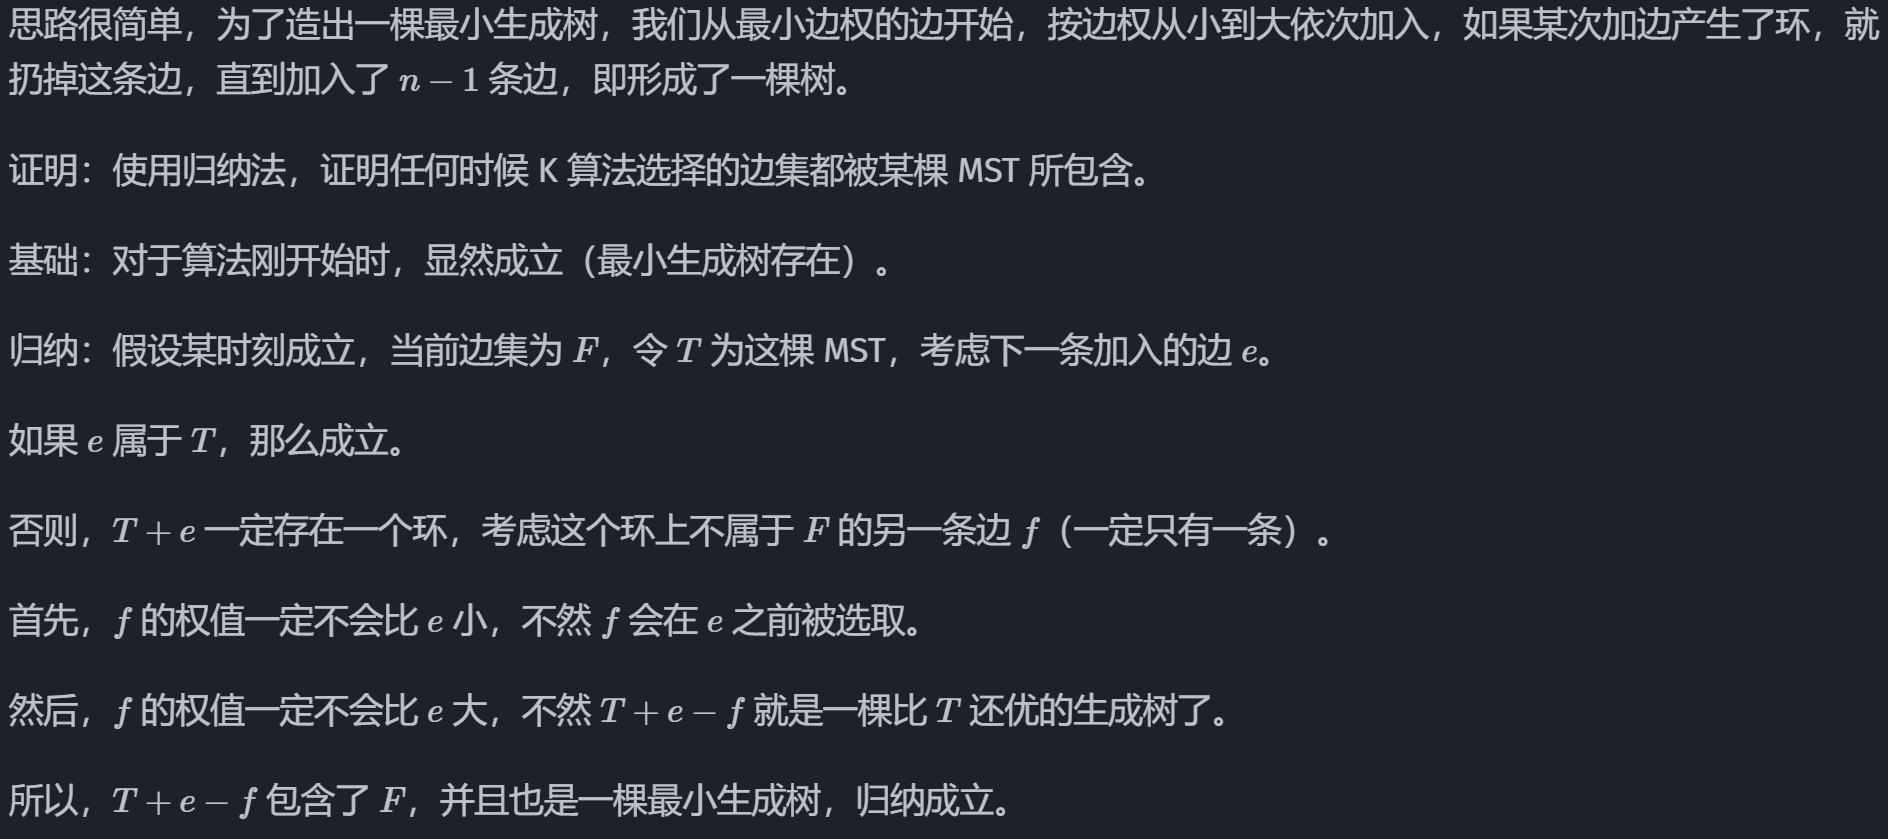 思路很简单，为了造出一棵最小生成树，我们从最小边权的边开始，按边权从小到大依次加入，如果某次加边产生了环，就
扔掉这条边，直到加入了 n − 1 条边，即形成了一棵树。
证明：使用归纳法，证明任何时候 K 算法选择的边集都被某棵 MST 所包含。
基础：对于算法刚开始时，显然成立（最小生成树存在）。
归纳：假设某时刻成立，当前边集为 F，令 T 为这棵 MST，考虑下一条加入的边 e。
如果 e 属于 T，那么成立。
否则，T + e 一定存在一个环，考虑这个环上不属于 F 的另一条边 f（一定只有一条）。
首先，f 的权值一定不会比 e 小，不然 f 会在 e 之前被选取。
然后，f 的权值一定不会比 e 大，不然 T + e − f 就是一棵比 T 还优的生成树了。
所以，T + e − f 包含了 F，并且也是一棵最小生成树，归纳成立。